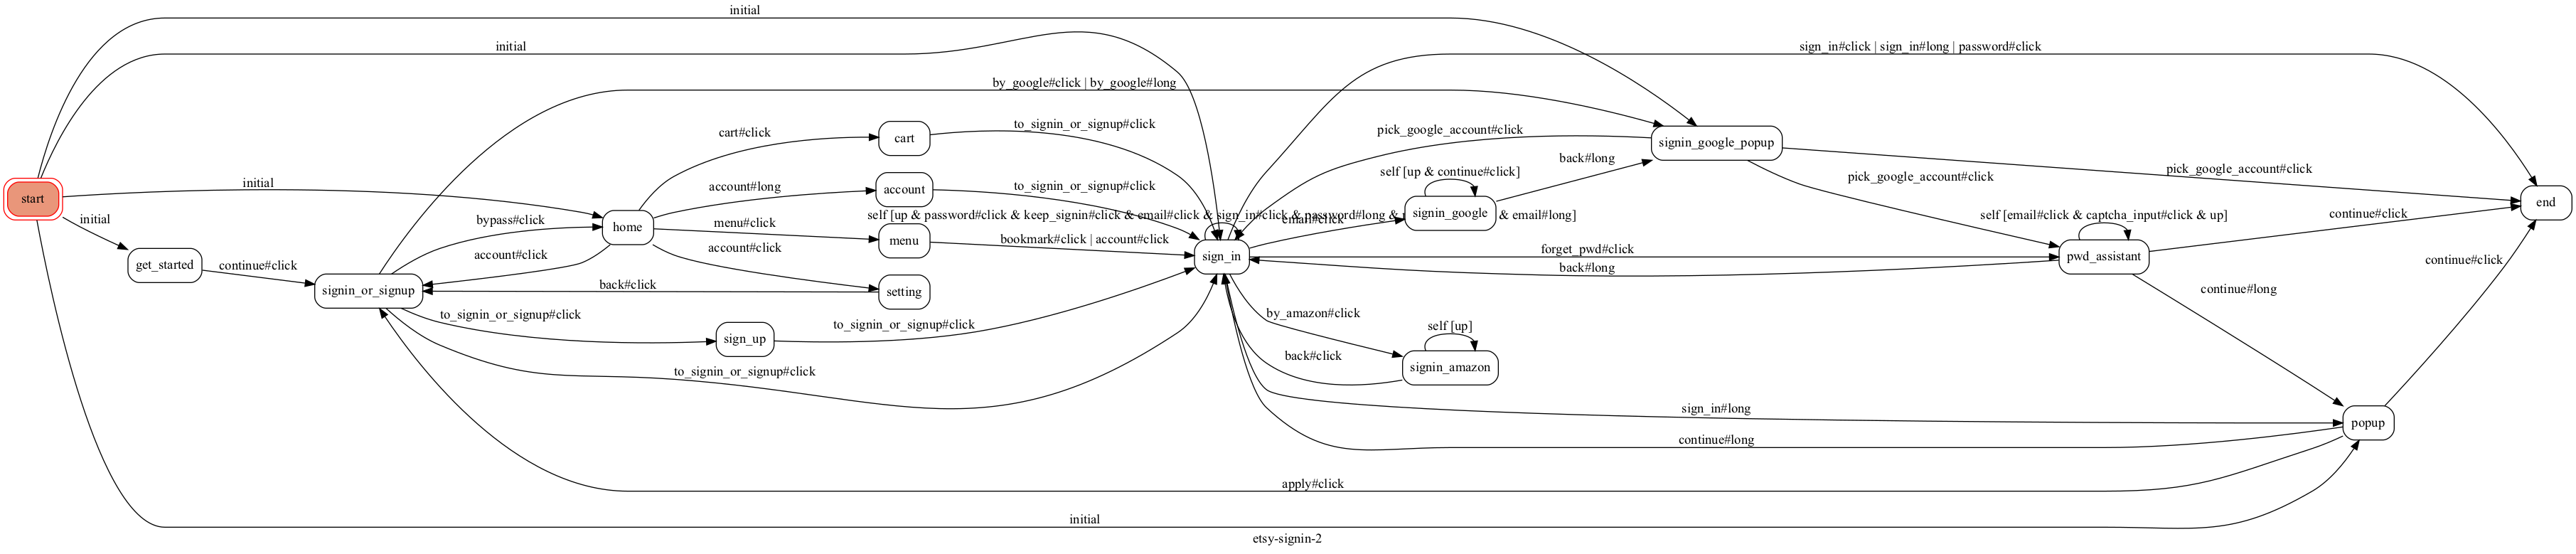 initial
initial
sign_in#click | sign_in#long | password#click
by_google#click | by_google#long
cart#click
cart
to_signin_or_signup#click
pick_google_account#click
signin_google_popup
back#long
pick_google_account#click
self [up & continue#click]
pick_google_account#click
initial
start
account#long
account
to_signin_or_signup#click
end
initial
bypass#click
home
menu#click
self [up & password#click & keep_signin#click & email#click & sign_in#click & password#long &
& email#long]
email#click
signin_google
self [email#click & captcha_input#click & up]
continue#click
menu
bookmark#click | account#click
account#click
account#click
forget_pwd#click
sign_in
pwd_assistant
get_started
continue#click
back#long
continue#click
signin_or_signup
back#click
setting
continue#long
to_signin_or_signup#click
sign_up
to_signin_or_signup#click
by_amazon#click
self [up]
back#click
signin_amazon
to_signin_or_signup#click
sign_in#long
popup
continue#long
apply#click
initial
etsy-signin-2